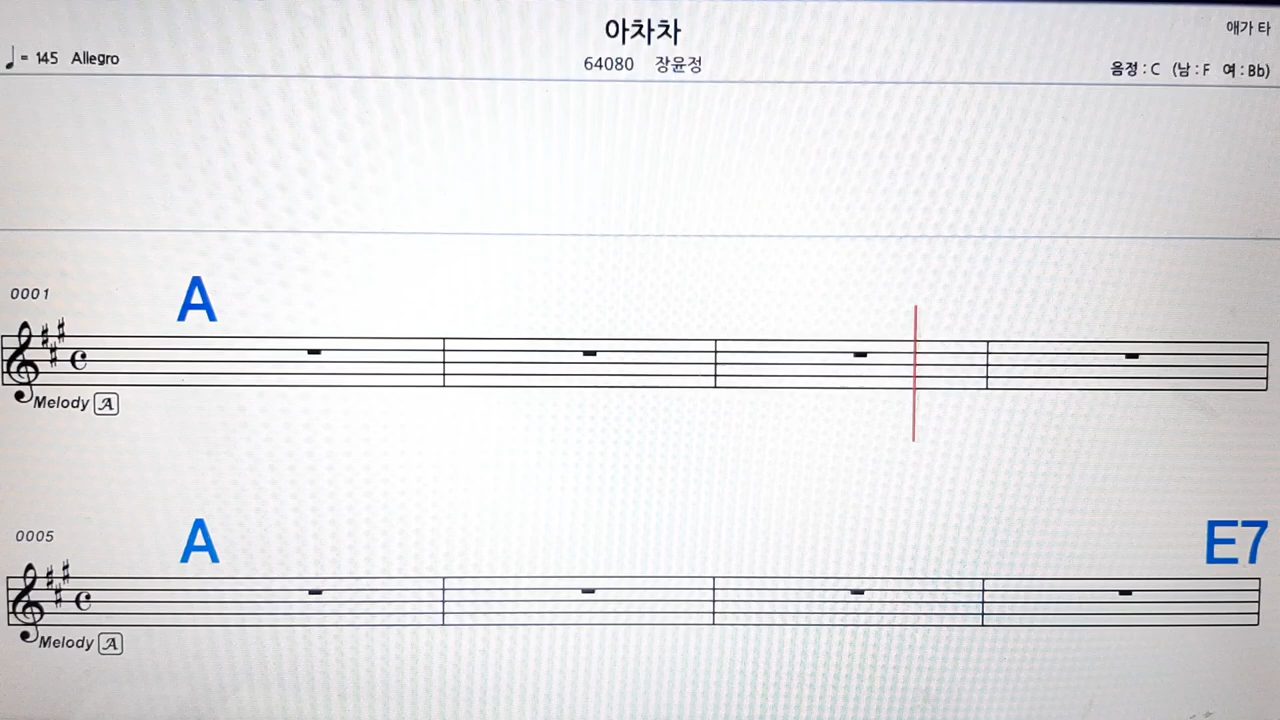 아차차
애가 타
♩= 145 Allegro
64080 장윤정
음정 : C (남 : F 여 : Bb)
0001
A
Melody A
0005
A
E7
Melody A